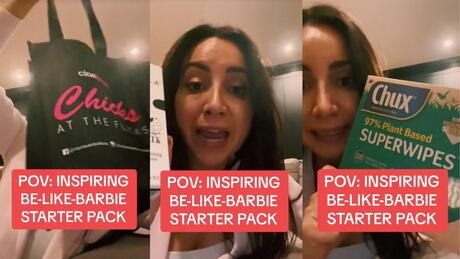 Chicks
AT THE FLICKS
POV: INSPIRING
BE-LIKE-BARBIE
STARTER PACK
POV: INSPIRING
BE-LIKE-BARBIE
STARTER PACK
Chux
97% Plant Based
SUPERWIPES
POV: INSPIRING
BE-LIKE-BARBIE
STARTER PACK